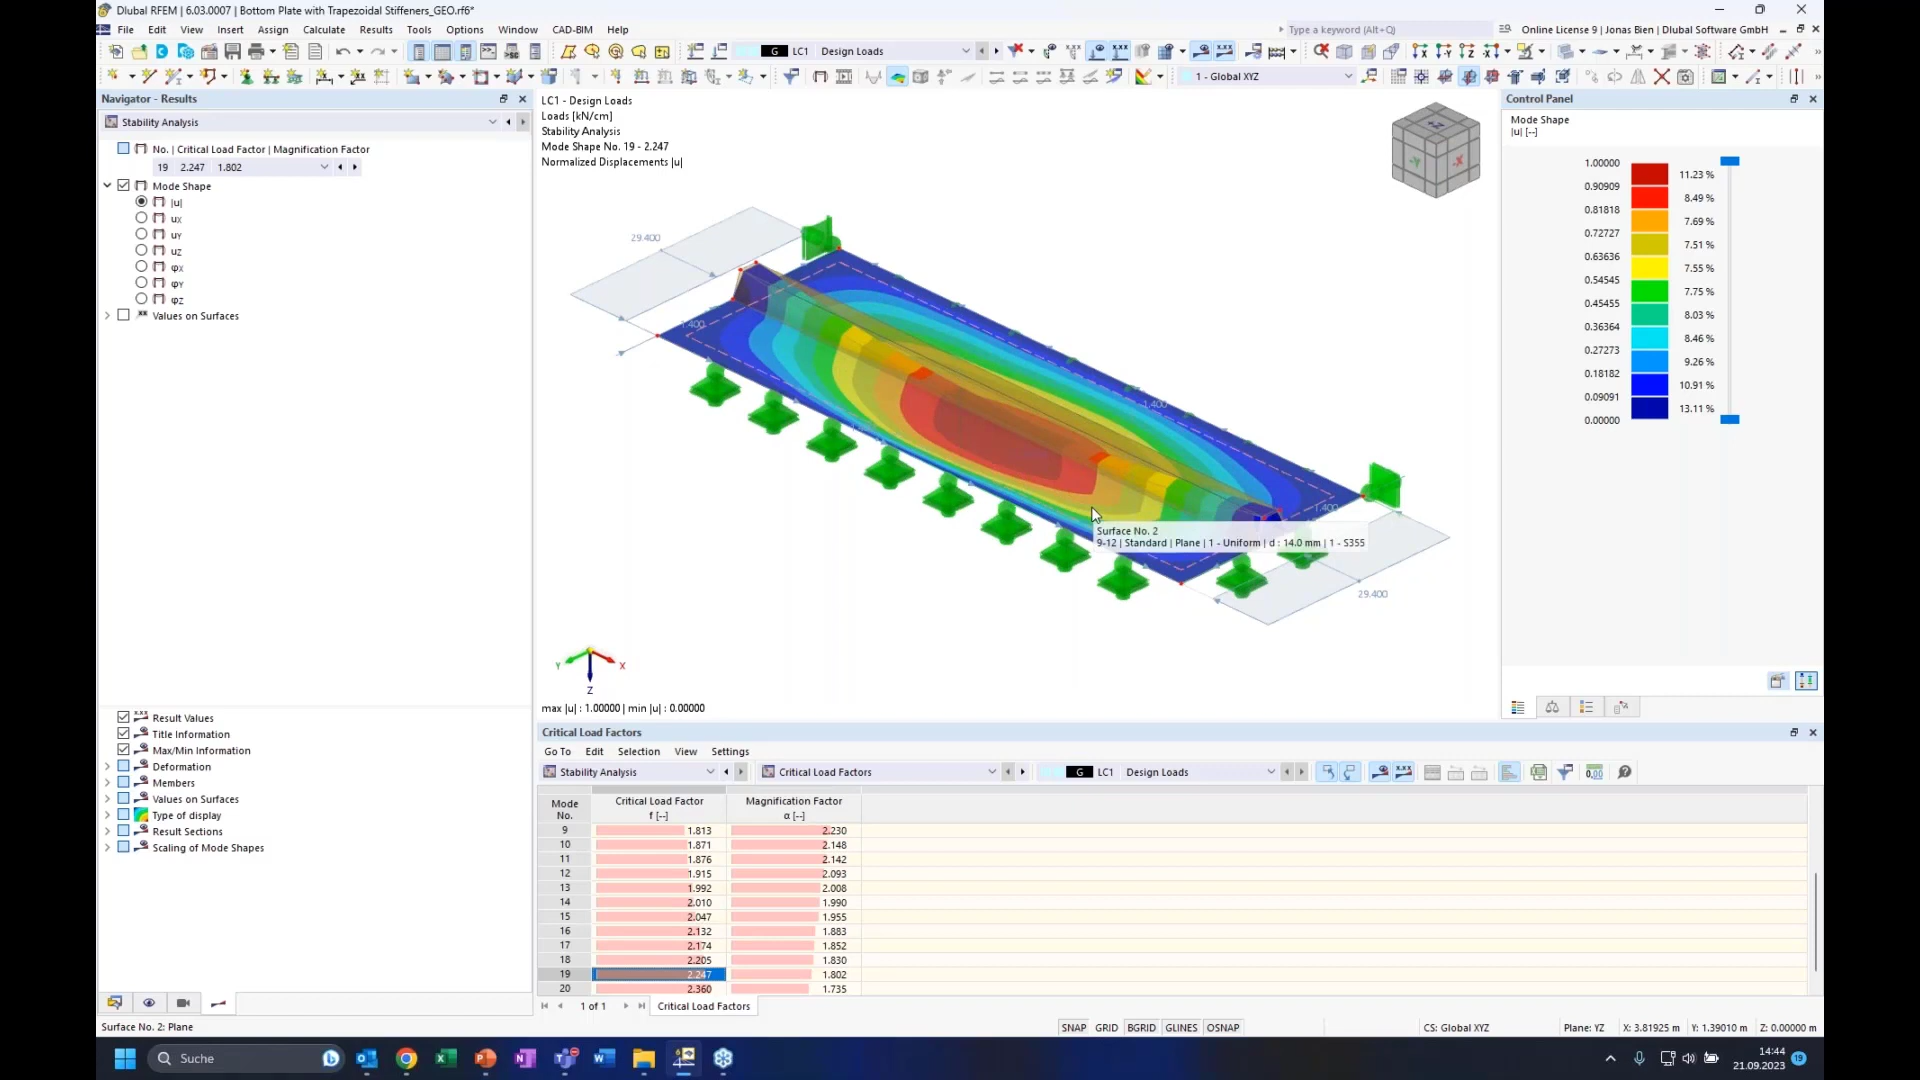 Dlubal RFEM | 6.03.0007 | Bottom Plate with Trapezoidal Stiffeners_GEO.rf6*
File Edit View Insert Assign Calculate Results Tools Options Window CAD-BIM Help
Type a keyword (Alt+Q)
Online License 9 | Jonas Bien | Dlubal Software GmbH
G LC1 Design Loads
1 - Global XYZ
Navigator - Results
Stability Analysis
No. | Critical Load Factor | Magnification Factor
19 2.247 1.802
Mode Shape
|u|
uX
uY
uZ
φX
φY
φZ
Values on Surfaces
Result Values
Title Information
Max/Min Information
Deformation
Members
Values on Surfaces
Type of display
Result Sections
Scaling of Mode Shapes
LC1 - Design Loads
Loads [kN/cm]
Stability Analysis
Mode Shape No. 19 - 2.247
Normalized Displacements |u|
29.400
1.400
1.400
1.400
29.400
Surface No. 2
9-12 | Standard | Plane | 1 - Uniform | d : 14.0 mm | 1 - S355
-Y
-X
Y
X
Z
max |u| : 1.00000 | min |u| : 0.00000
Control Panel
Mode Shape
|u| [--]
1.00000
11.23 %
0.90909
8.49 %
0.81818
7.69 %
0.72727
7.51 %
0.63636
7.55 %
0.54545
7.75 %
0.45455
8.03 %
0.36364
8.46 %
0.27273
9.26 %
0.18182
10.91 %
0.09091
13.11 %
0.00000
Critical Load Factors
Go To Edit Selection View Settings
Stability Analysis
Critical Load Factors
G LC1 Design Loads
0,00
Mode No.
Critical Load Factor f [--]
Magnification Factor α [--]
9 1.813 2.230
10 1.871 2.148
11 1.876 2.142
12 1.915 2.093
13 1.992 2.008
14 2.010 1.990
15 2.047 1.955
16 2.132 1.883
17 2.174 1.852
18 2.205 1.830
19 2.247 1.802
20 2.360 1.735
1 of 1
Critical Load Factors
Surface No. 2: Plane
SNAP GRID BGRID GLINES OSNAP
CS: Global XYZ
Plane: YZ
X: 3.81925 m Y: 1.39010 m Z: 0.00000 m
Suche
14:44
21.09.2023
19